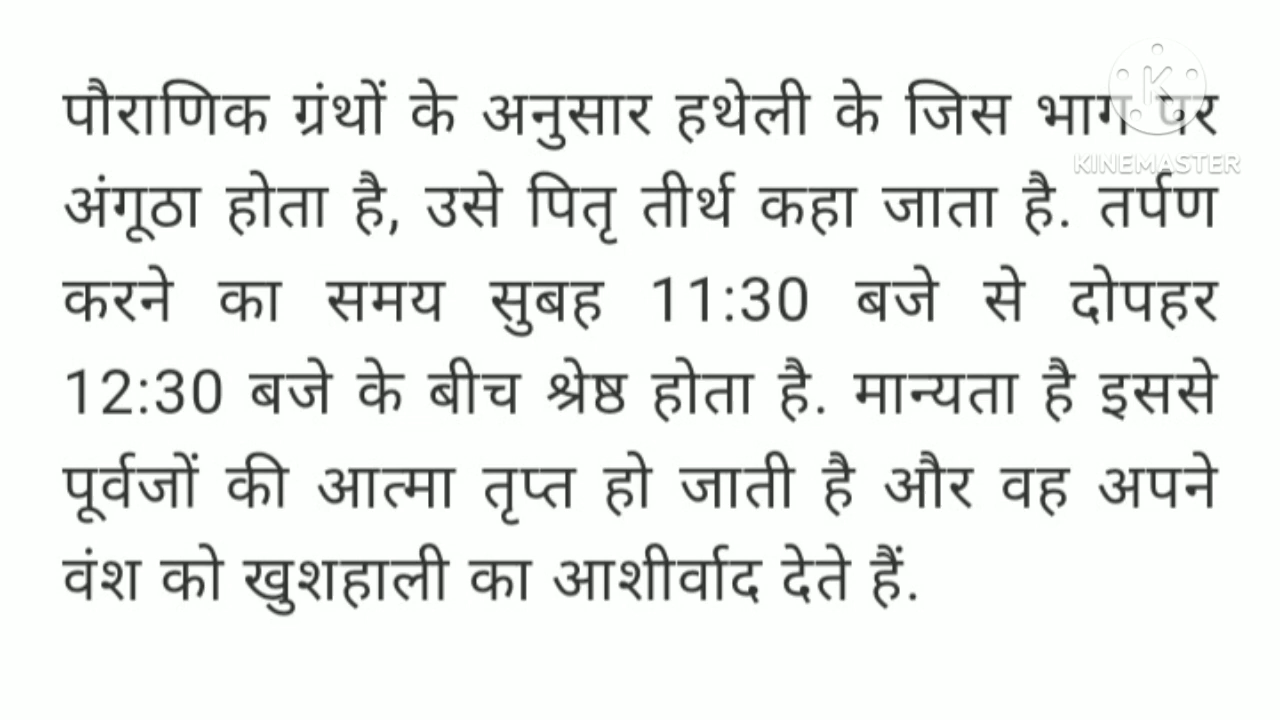 पौराणिक ग्रंथों के अनुसार हथेली के जिस भाग पर
KINEMASTER
अंगूठा होता है, उसे पितृ तीर्थ कहा जाता है. तर्पण
करने का समय सुबह 11:30 बजे से दोपहर
12:30 बजे के बीच श्रेष्ठ होता है. मान्यता है इससे
पूर्वजों की आत्मा तृप्त हो जाती है और वह अपने
वंश को खुशहाली का आशीर्वाद देते हैं.